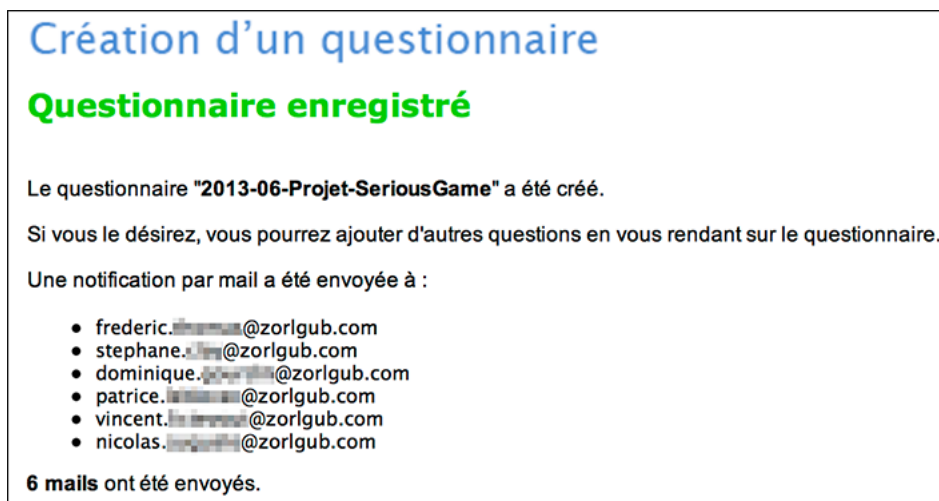 Création d'un questionnaire
Questionnaire enregistré
Le questionnaire "2013-06-Projet-SeriousGame" a été créé.
Si vous le désirez, vous pourrez ajouter d'autres questions en vous rendant sur le questionnaire.
Une notification par mail a été envoyée à :
• frederic.@zorlgub.com
• stephane.@zorlgub.com
• dominique.@zorlgub.com
• patrice.@zorlgub.com
• vincent.@zorlgub.com
• nicolas.@zorlgub.com
6 mails ont été envoyés.